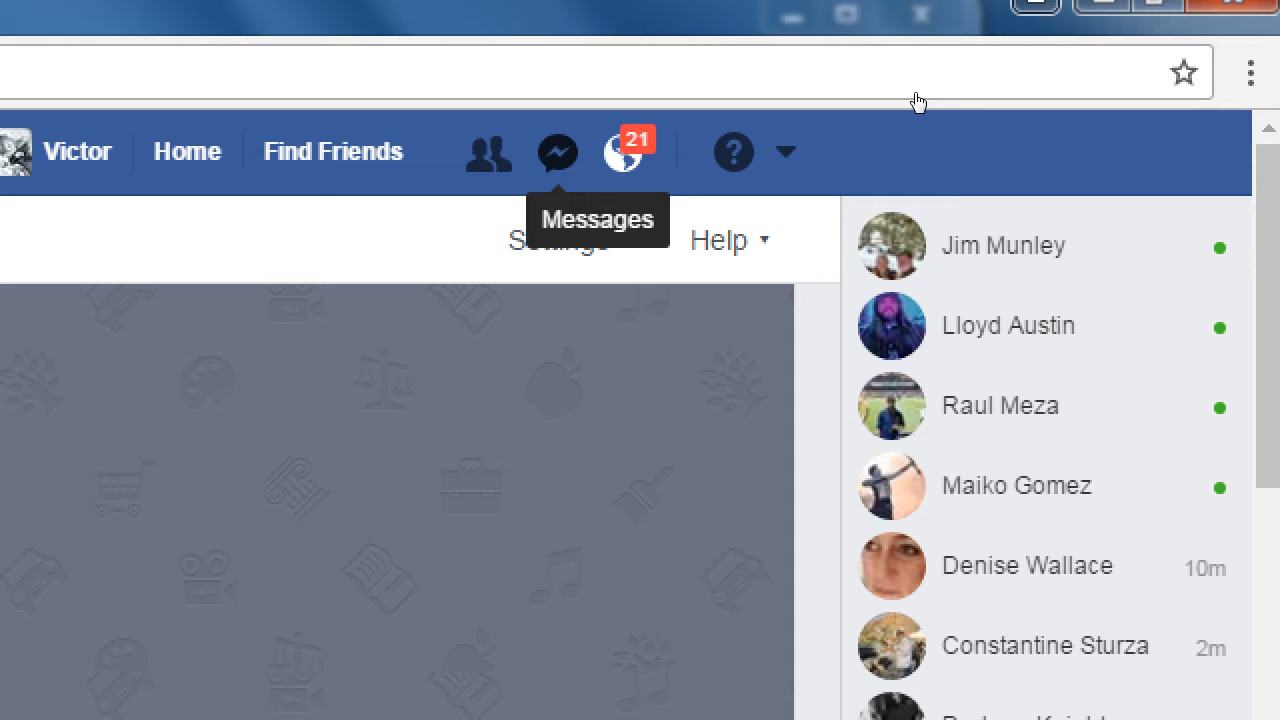 Victor Home Find Friends 21 ?
Messages
Settings Help
Jim Munley
Lloyd Austin
Raul Meza
Maiko Gomez
Denise Wallace 10m
Constantine Sturza 2m